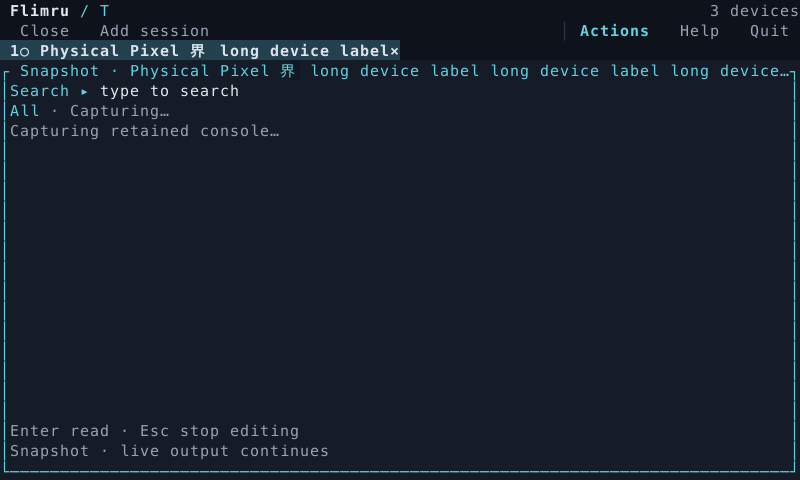 Flimru / T 3 devices
Close Add session Actions Help Quit
1○ Physical Pixel 界 long device label×
Snapshot · Physical Pixel 界 long device label long device label long device…
Search ▸ type to search
All · Capturing…
Capturing retained console…
Enter read · Esc stop editing
Snapshot · live output continues